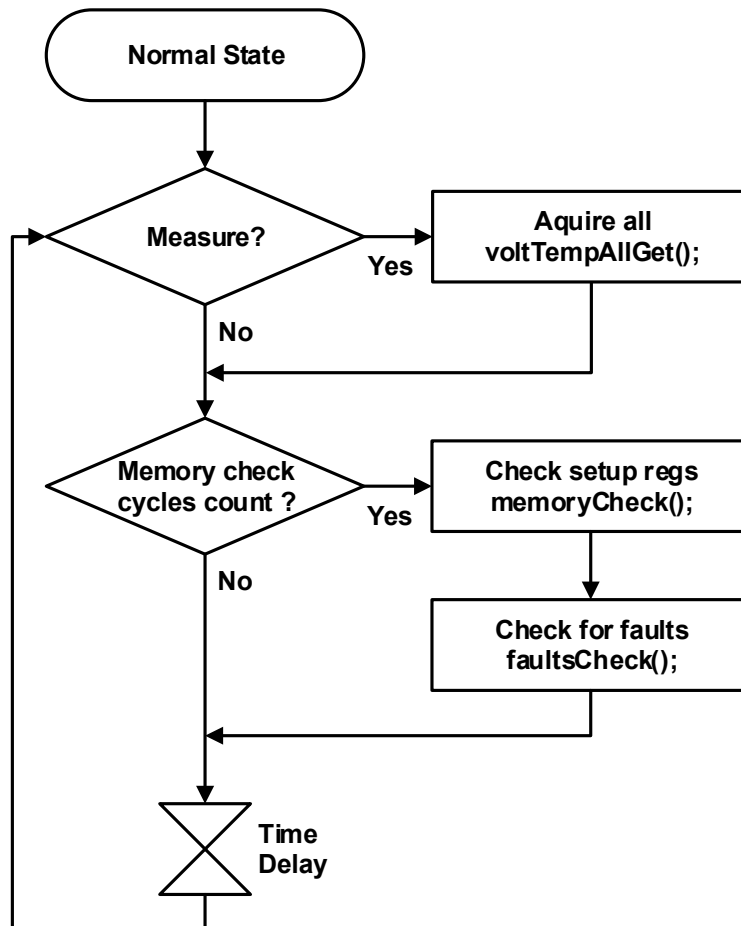 Normal State
Measure?
Yes
Aquire all
voltTempAllGet();
No
Memory check
cycles count ?
Yes
Check setup regs
memoryCheck();
No
Check for faults
faultsCheck();
Time
Delay